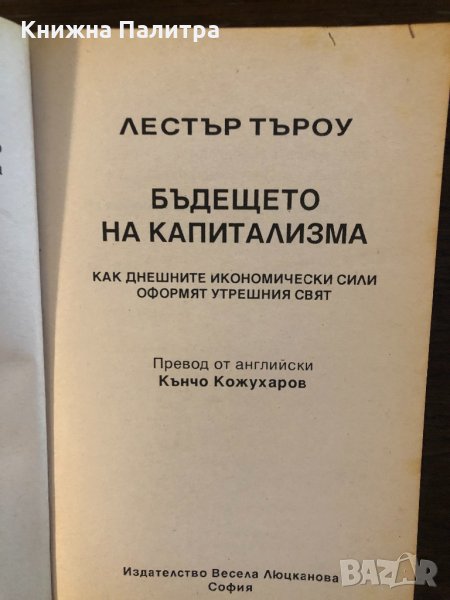 Книжна Палитра
ЛЕСТЪР ТЪРОУ
БЪДЕЩЕТО
НА КАПИТАЛИЗМА
КАК ДНЕШНИТЕ ИКОНОМИЧЕСКИ СИЛИ
ОФОРМЯТ УТРЕШНИЯ СВЯТ
Превод от английски
Кънчо Кожухаров
Издателство Весела Люцканова
София
BAZAR